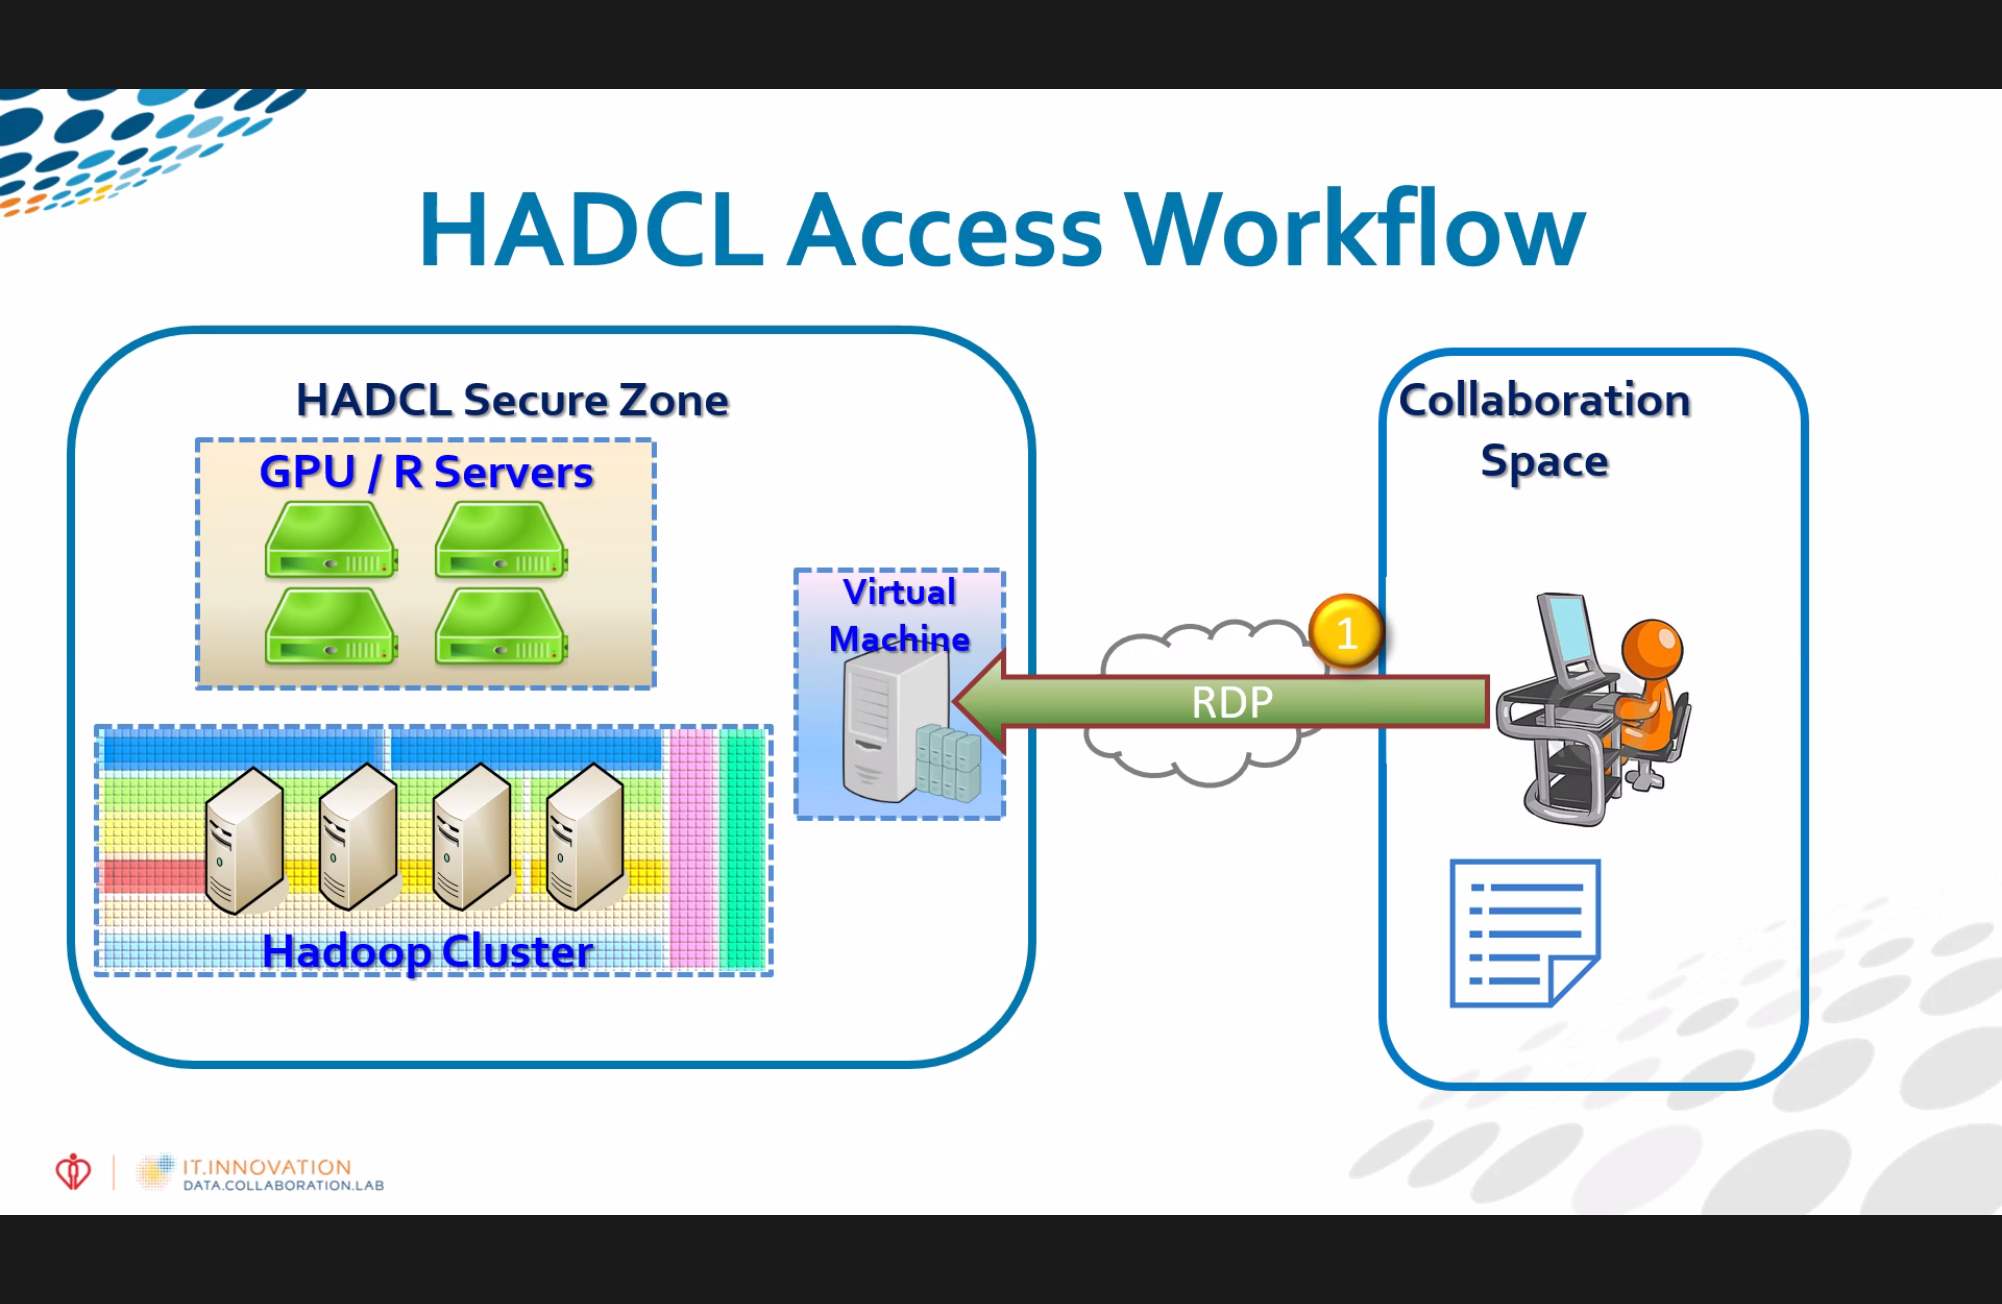 HADCL Access Workflow
HADCL Secure Zone
GPU / R Servers
Hadoop Cluster
Virtual
Machine
RDP
1
Collaboration
Space
IT.INNOVATION
DATA.COLLABORATION.LAB